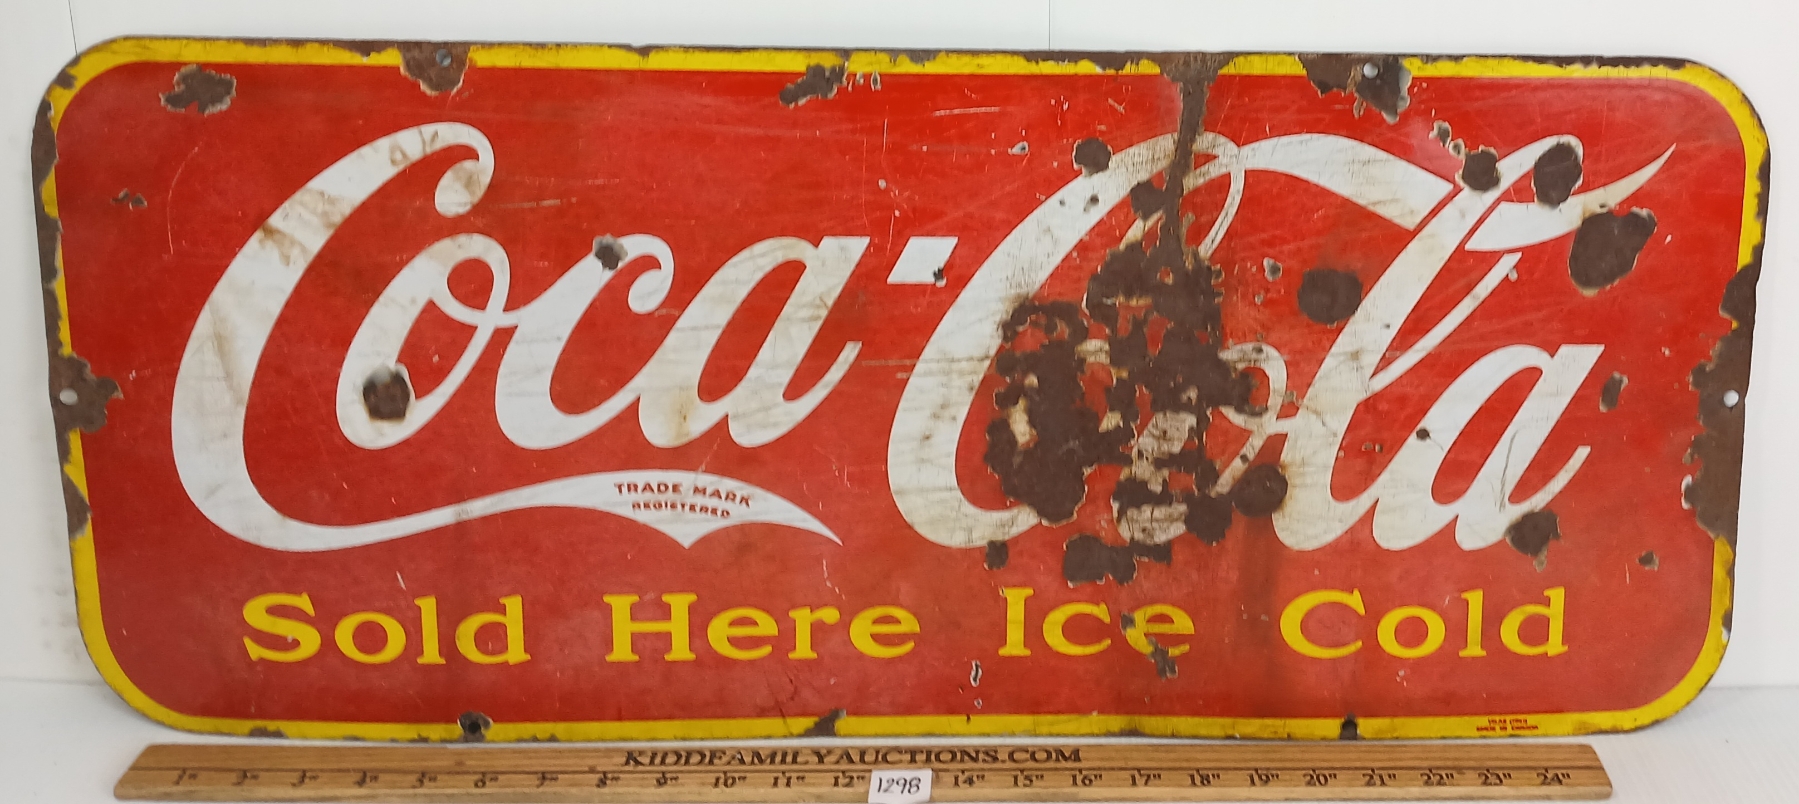 Coca-Cola
TRADE MARK
REGISTERED
Sold Here Ice Cold
KIDDFAMILYAUCTIONS.COM
1" 2" 3" 4" 5" 6" 7" 8" 9" 10" 11" 12" 14" 15" 16" 17" 18" 19" 20" 21" 22" 23" 24"
1298